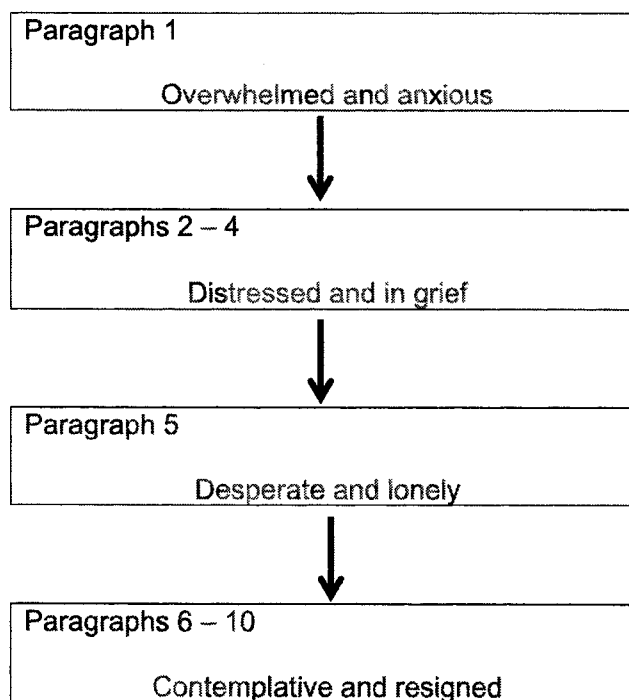 Paragraph 1
Overwhelmed and anxious
Paragraphs 2 – 4
Distressed and in grief
Paragraph 5
Desperate and lonely
Paragraphs 6 – 10
Contemplative and resigned